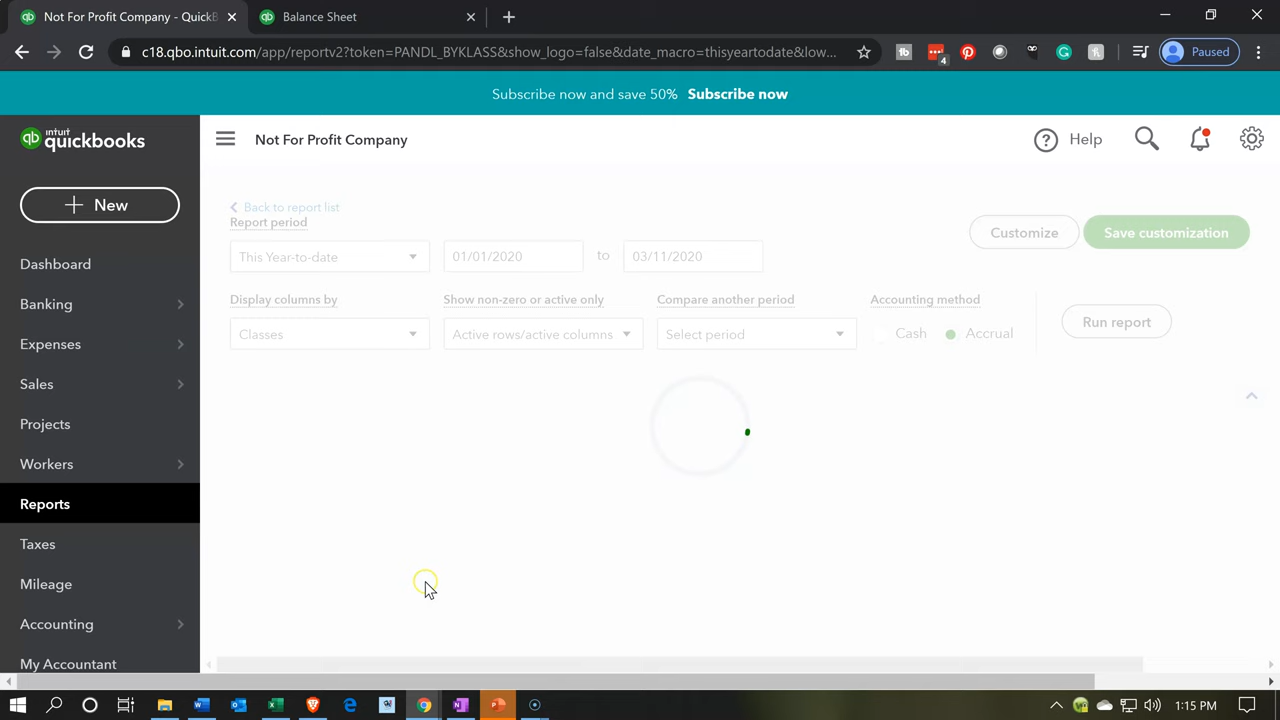 Not For Profit Company - QuickB
Balance Sheet
c18.qbo.intuit.com/app/reportv2?token=PANDL_BYKLASS&show_logo=false&date_macro=thisyeartodate&low...
4
Paused
Subscribe now and save 50% Subscribe now
intuit quickbooks
Not For Profit Company
Help
New
Back to report list
Report period
Customize
Save customization
This Year-to-date
01/01/2020
to
03/11/2020
Display columns by
Show non-zero or active only
Compare another period
Accounting method
Classes
Active rows/active columns
Select period
Cash
Accrual
Run report
Dashboard
Banking
Expenses
Sales
Projects
Workers
Reports
Taxes
Mileage
Accounting
My Accountant
1:15 PM